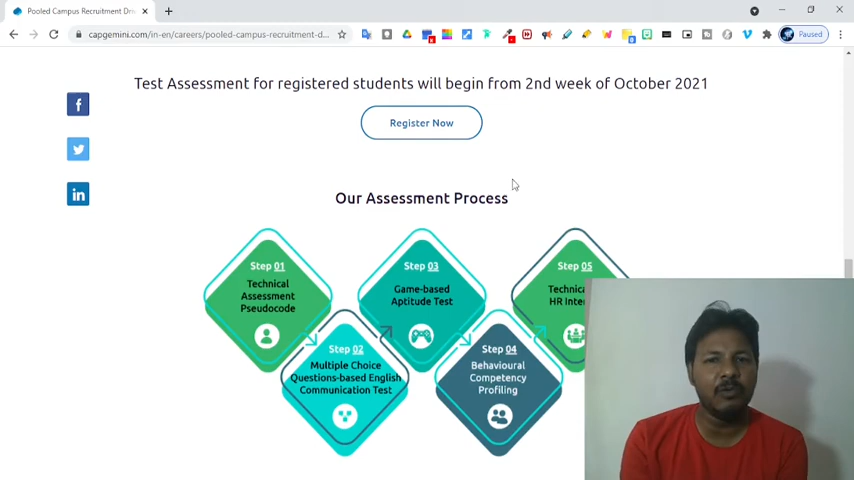 Pooled Campus Recruitment Dri
Paused
capgemini.com/in-en/careers/pooled-campus-recruitment-d...
Test Assessment for registered students will begin from 2nd week of October 2021
Register Now
Our Assessment Process
Step 01
Technical
Assessment
Pseudocode
Step 02
Multiple Choice
Questions-based English
Communication Test
Step 03
Game-based
Aptitude Test
Step 04
Behavioural
Competency
Profiling
Step 05
Technica
HR Inter